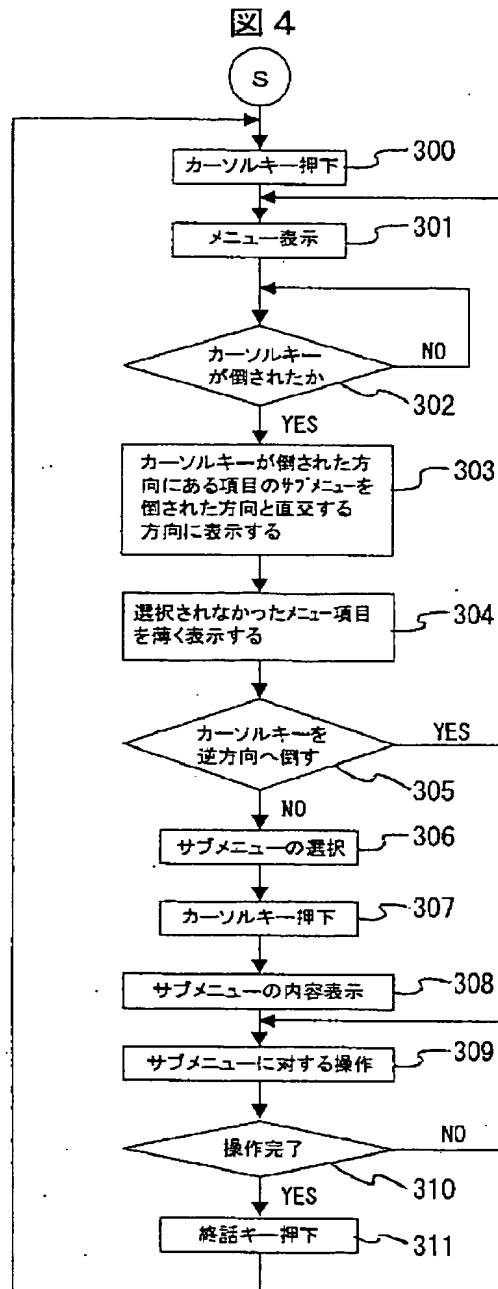 図 4
S
カーソルキー押下
300
メニュー表示
301
カーソルキー
が倒されたか
NO
302
YES
カーソルキーが倒された方
向にある項目のサブメニューを
倒された方向と直交する
方向に表示する
303
選択されなかったメニュー項目
を薄く表示する
304
カーソルキーを
逆方向へ倒す
YES
305
NO
サブメニューの選択
306
カーソルキー押下
307
サブメニューの内容表示
308
サブメニューに対する操作
309
操作完了
NO
310
YES
終話キー押下
311